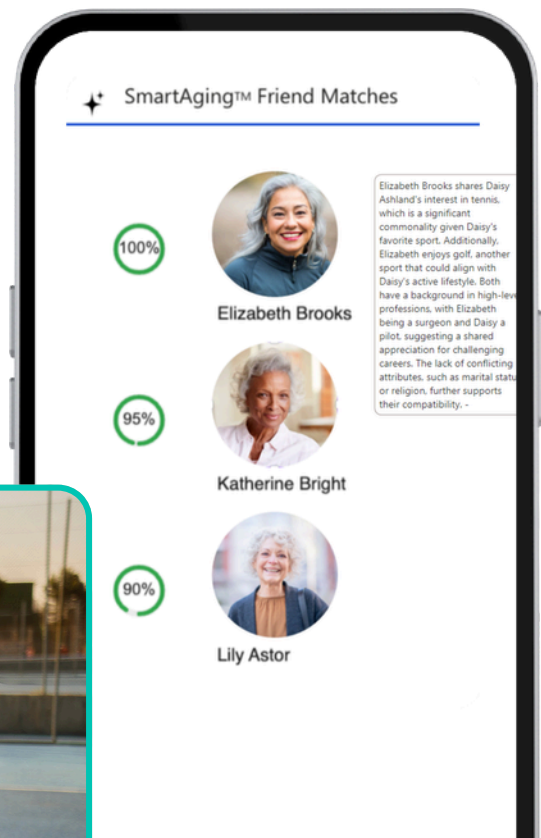 SmartAging™ Friend Matches
100%
Elizabeth Brooks
Elizabeth Brooks shares Daisy
Ashland's interest in tennis,
which is a significant
commonality given Daisy's
favorite sport. Additionally,
Elizabeth enjoys golf, another
sport that could align with
Daisy's active lifestyle. Both
have a background in high-leve
professions, with Elizabeth
being a surgeon and Daisy a
pilot, suggesting a shared
appreciation for challenging
careers. The lack of conflicting
attributes, such as marital statu
or religion, further supports
their compatibility. -
95%
Katherine Bright
90%
Lily Astor